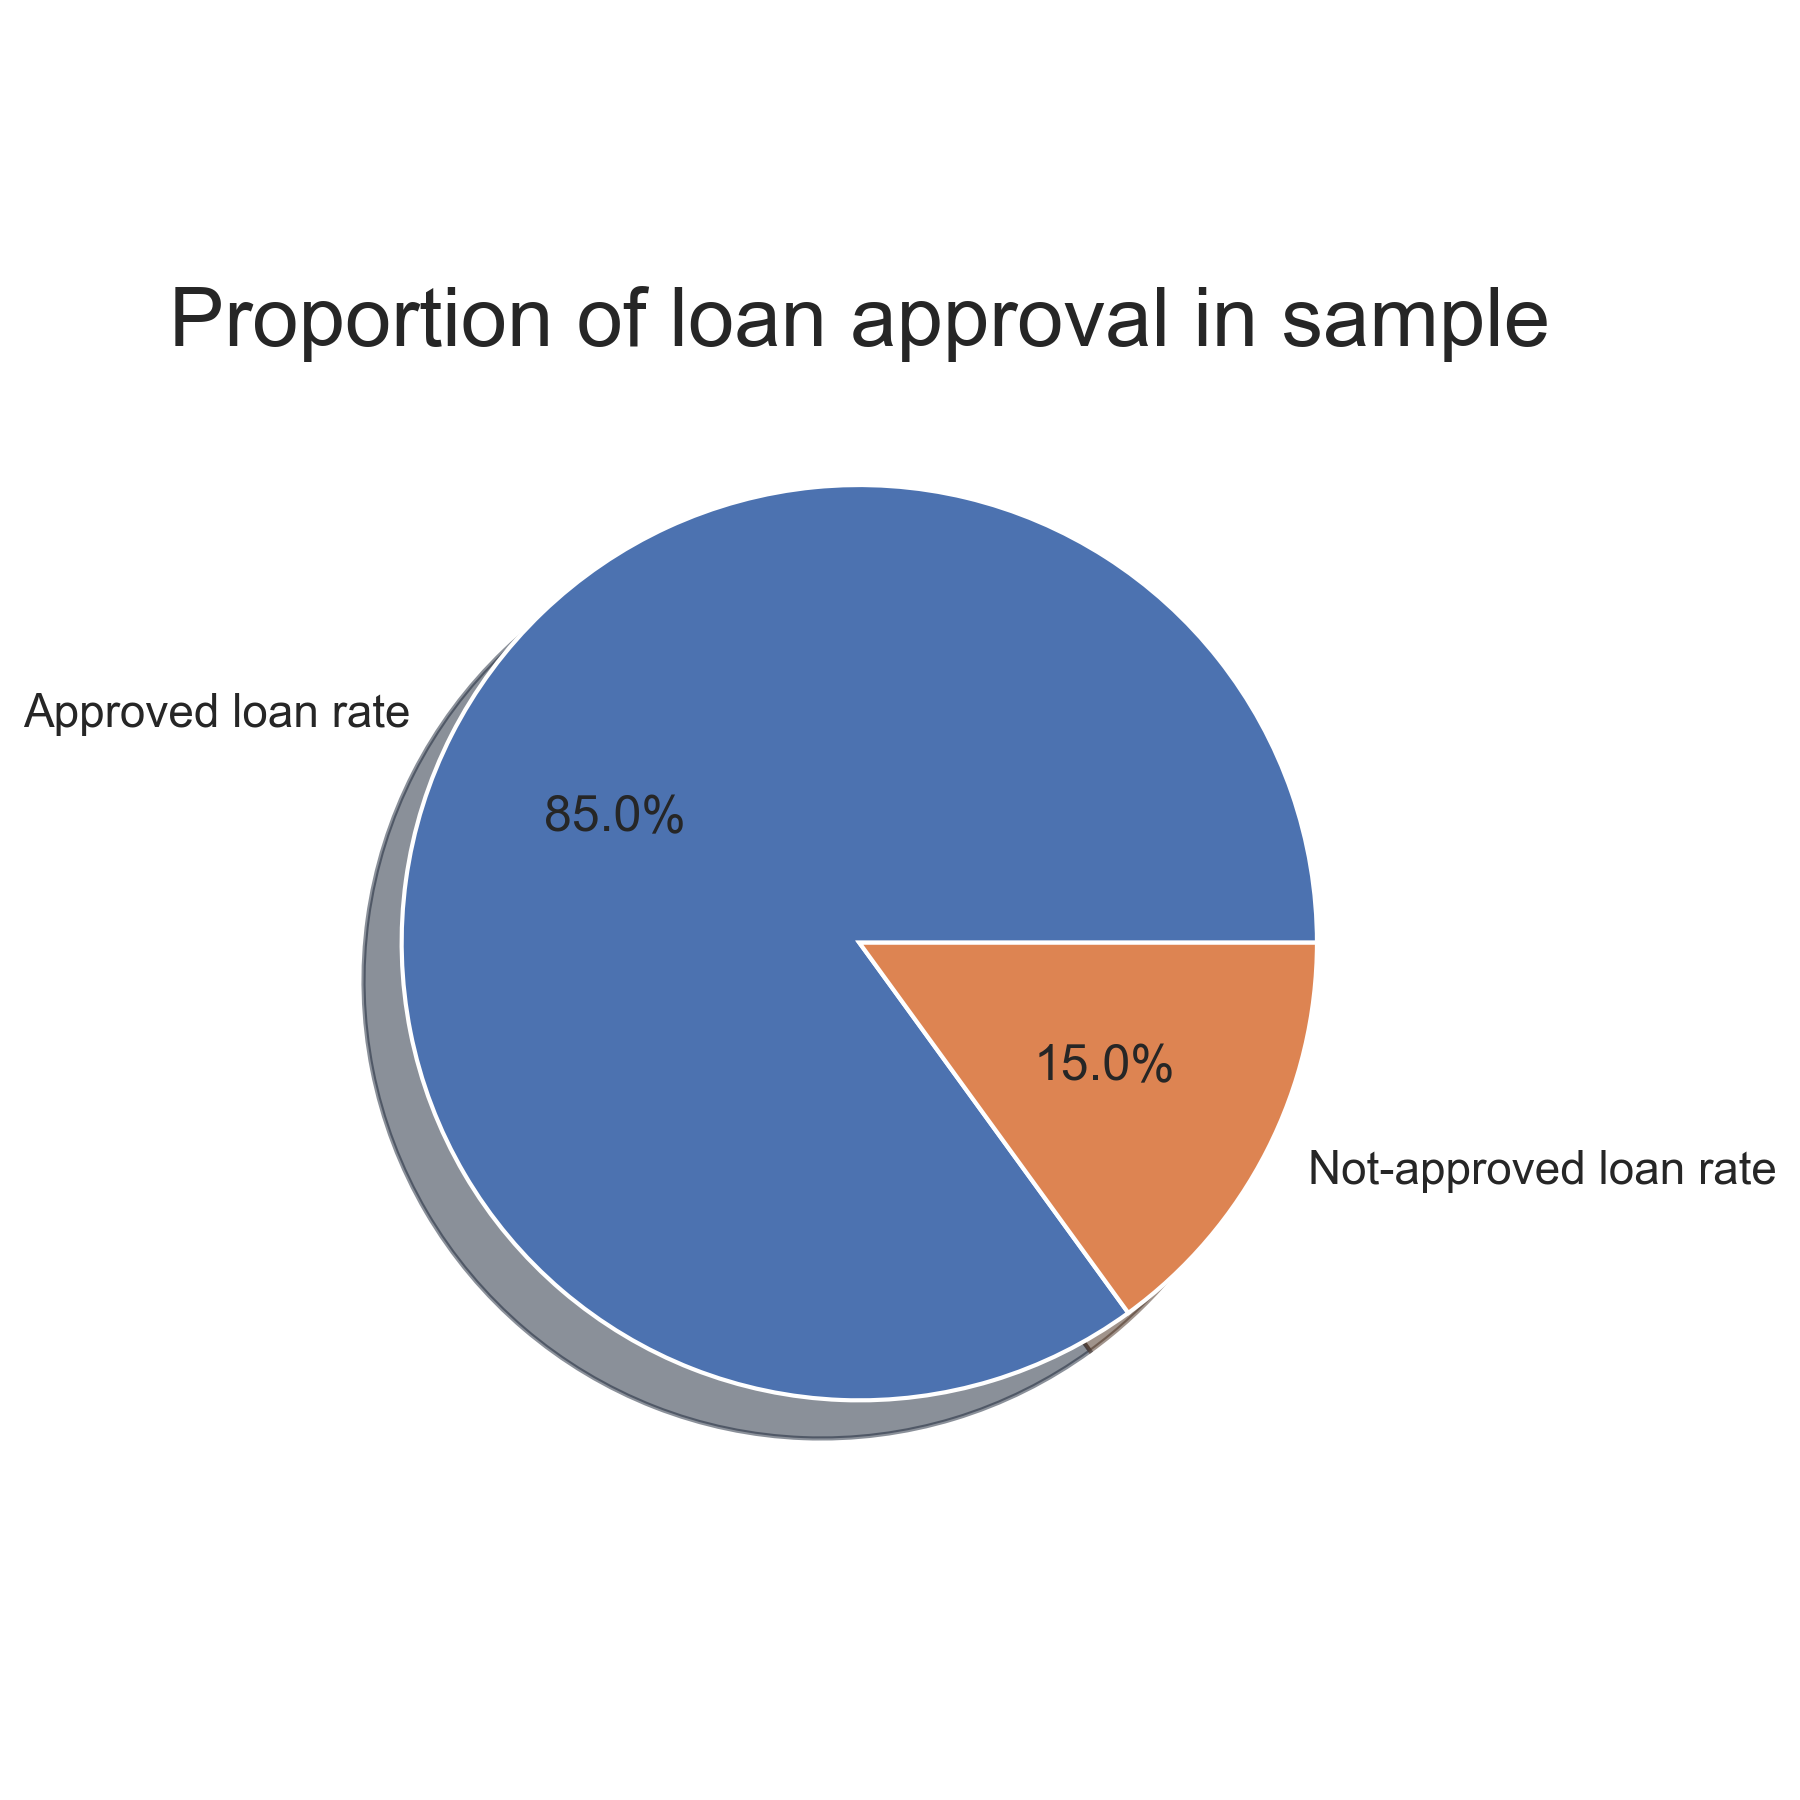 Proportion of loan approval in sample
Approved loan rate
85.0%
15.0%
Not-approved loan rate